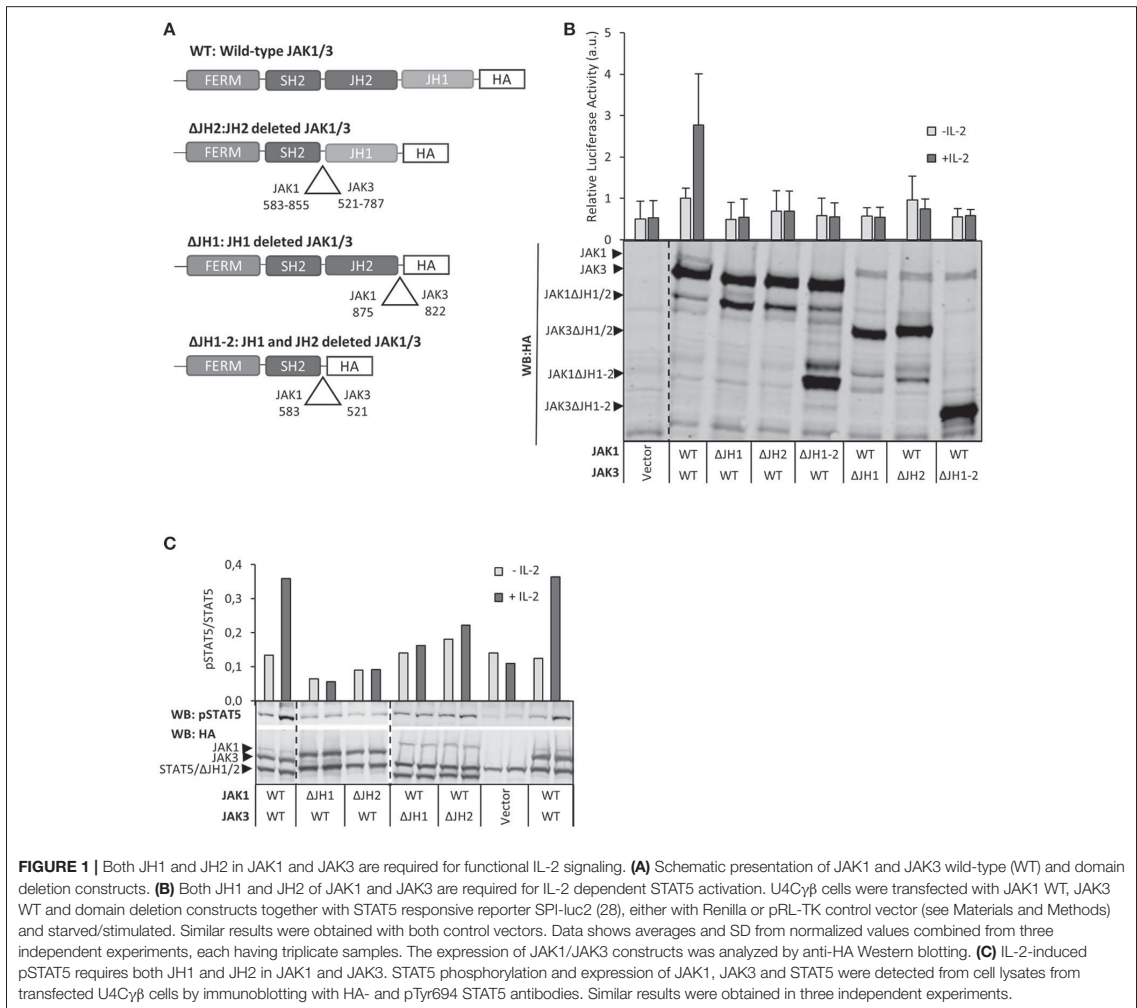 A
WT: Wild-type JAK1/3
FERM SH2 JH2 JH1 HA
ΔJH2:JH2 deleted JAK1/3
FERM SH2 JH1 HA
JAK1 JAK3
583-855 521-787
ΔJH1: JH1 deleted JAK1/3
FERM SH2 JH2 HA
JAK1 JAK3
875 822
ΔJH1-2: JH1 and JH2 deleted JAK1/3
FERM SH2 HA
JAK1 JAK3
583 521
B
Relative Luciferase Activity (a.u.)
5
4
3
2
1
0
-IL-2
+IL-2
WB:HA
JAK1
JAK3
JAK1ΔJH1/2
JAK3ΔJH1/2
JAK1ΔJH1-2
JAK3ΔJH1-2
JAK1 Vector WT ΔJH1 ΔJH2 ΔJH1-2 WT WT WT
JAK3 WT WT WT WT ΔJH1 ΔJH2 ΔJH1-2
C
pSTAT5/STAT5
0,4
0,3
0,2
0,1
0,0
- IL-2
+ IL-2
WB: pSTAT5
WB: HA
JAK1
JAK3
STAT5/ΔJH1/2
JAK1 WT ΔJH1 ΔJH2 WT WT Vector WT
JAK3 WT WT WT ΔJH1 ΔJH2 WT
FIGURE 1 | Both JH1 and JH2 in JAK1 and JAK3 are required for functional IL-2 signaling. (A) Schematic presentation of JAK1 and JAK3 wild-type (WT) and domain
deletion constructs. (B) Both JH1 and JH2 of JAK1 and JAK3 are required for IL-2 dependent STAT5 activation. U4Cγβ cells were transfected with JAK1 WT, JAK3
WT and domain deletion constructs together with STAT5 responsive reporter SPI-luc2 (28), either with Renilla or pRL-TK control vector (see Materials and Methods)
and starved/stimulated. Similar results were obtained with both control vectors. Data shows averages and SD from normalized values combined from three
independent experiments, each having triplicate samples. The expression of JAK1/JAK3 constructs was analyzed by anti-HA Western blotting. (C) IL-2-induced
pSTAT5 requires both JH1 and JH2 in JAK1 and JAK3. STAT5 phosphorylation and expression of JAK1, JAK3 and STAT5 were detected from cell lysates from
transfected U4Cγβ cells by immunoblotting with HA- and pTyr694 STAT5 antibodies. Similar results were obtained in three independent experiments.